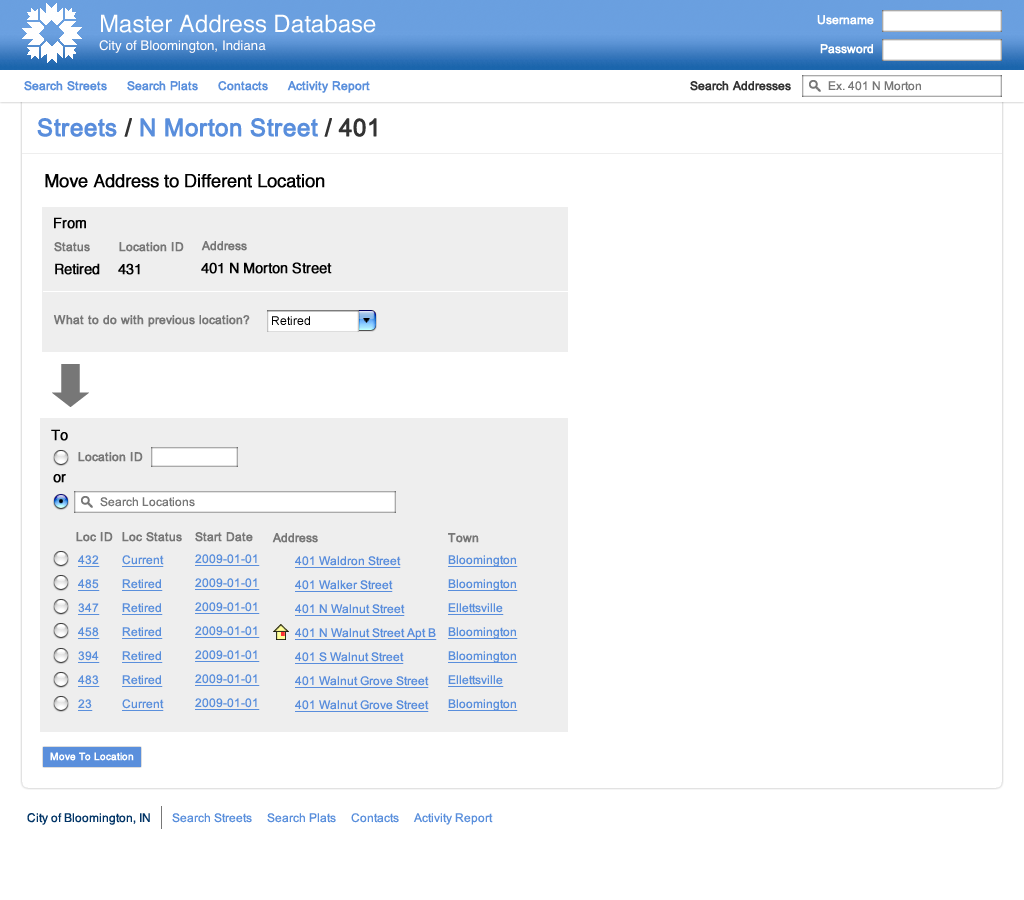 Master Address Database
City of Bloomington, Indiana
Username
Password
Search Streets Search Plats Contacts Activity Report Search Addresses Ex. 401 N Morton
Streets / N Morton Street / 401
Move Address to Different Location
From
Status Location ID Address
Retired 431 401 N Morton Street
What to do with previous location? Retired
To
Location ID
or
Search Locations
Loc ID Loc Status Start Date Address Town
432 Current 2009-01-01 401 Waldron Street Bloomington
485 Retired 2009-01-01 401 Walker Street Bloomington
347 Retired 2009-01-01 401 N Walnut Street Ellettsville
458 Retired 2009-01-01 401 N Walnut Street Apt B Bloomington
394 Retired 2009-01-01 401 S Walnut Street Bloomington
483 Retired 2009-01-01 401 Walnut Grove Street Ellettsville
23 Current 2009-01-01 401 Walnut Grove Street Bloomington
Move To Location
City of Bloomington, IN Search Streets Search Plats Contacts Activity Report